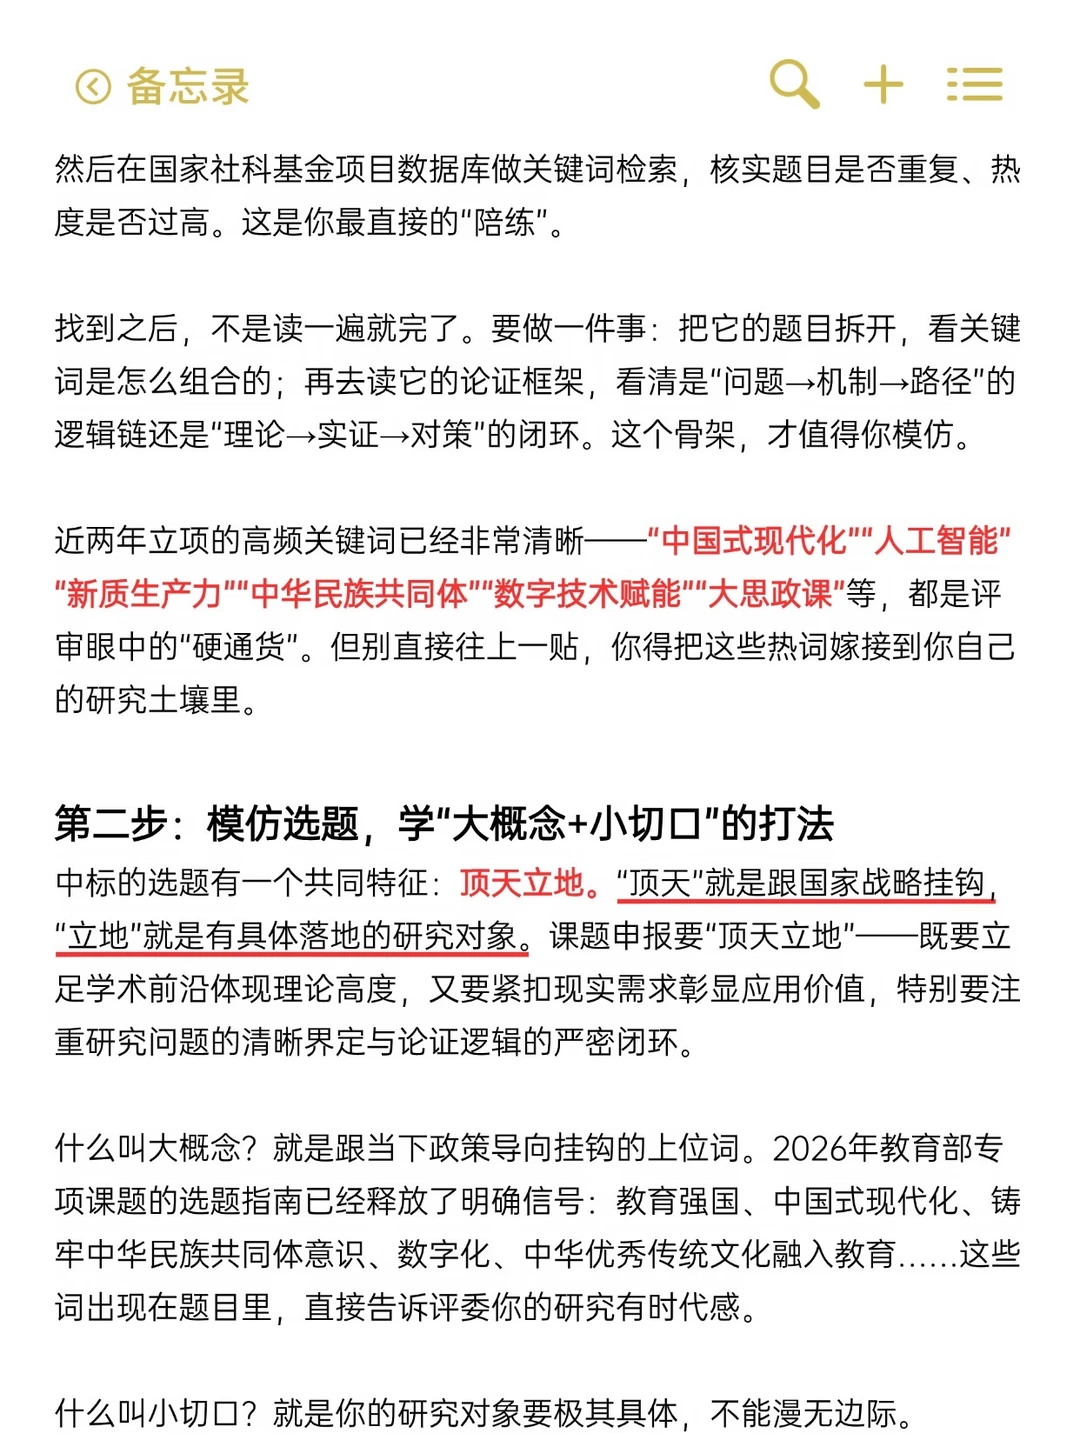 备忘录
然后在国家社科基金项目数据库做关键词检索，核实题目是否重复、热
度是否过高。这是你最直接的“陪练”。
找到之后，不是读一遍就完了。要做一件事：把它的题目拆开，看关键
词是怎么组合的；再去读它的论证框架，看清是“问题→机制→路径”的
逻辑链还是“理论→实证→对策”的闭环。这个骨架，才值得你模仿。
近两年立项的高频关键词已经非常清晰——“中国式现代化”“人工智能”
“新质生产力”“中华民族共同体”“数字技术赋能”“大思政课”等，都是评
审眼中的“硬通货”。但别直接往上一贴，你得把这些热词嫁接到你自己
的研究土壤里。
第二步：模仿选题，学“大概念+小切口”的打法
中标的选题有一个共同特征：顶天立地。“顶天”就是跟国家战略挂钩，
“立地”就是有具体落地的研究对象。课题申报要“顶天立地”——既要立
足学术前沿体现理论高度，又要紧扣现实需求彰显应用价值，特别要注
重研究问题的清晰界定与论证逻辑的严密闭环。
什么叫大概念？就是跟当下政策导向挂钩的上位词。2026年教育部专
项课题的选题指南已经释放了明确信号：教育强国、中国式现代化、铸
牢中华民族共同体意识、数字化、中华优秀传统文化融入教育……这些
词出现在题目里，直接告诉评委你的研究有时代感。
什么叫小切口？就是你的研究对象要极其具体，不能漫无边际。